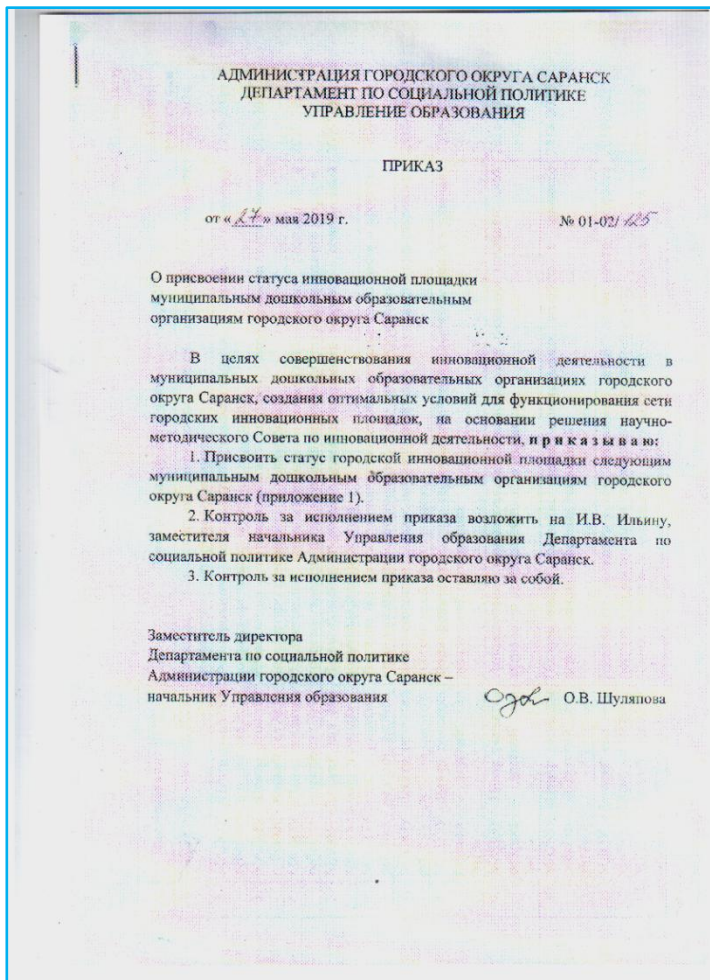 АДМИНИСТРАЦИЯ ГОРОДСКОГО ОКРУГА САРАНСК
ДЕПАРТАМЕНТ ПО СОЦИАЛЬНОЙ ПОЛИТИКЕ
УПРАВЛЕНИЕ ОБРАЗОВАНИЯ
ПРИКАЗ
от « 27 » мая 2019 г. № 01-02/ 125
О присвоении статуса инновационной площадки
муниципальным дошкольным образовательным
организациям городского округа Саранск
В целях совершенствования инновационной деятельности в
муниципальных дошкольных образовательных организациях городского
округа Саранск, создания оптимальных условий для функционирования сети
городских инновационных площадок, на основании решения научно-
методического Совета по инновационной деятельности, п р и к а з ы в а ю:
1. Присвоить статус городской инновационной площадки следующим
муниципальным дошкольным образовательным организациям городского
округа Саранск (приложение 1).
2. Контроль за исполнением приказа возложить на И.В. Ильину,
заместителя начальника Управления образования Департамента по
социальной политике Администрации городского округа Саранск.
3. Контроль за исполнением приказа оставляю за собой.
Заместитель директора
Департамента по социальной политике
Администрации городского округа Саранск –
начальник Управления образования О.В. Шуляпова